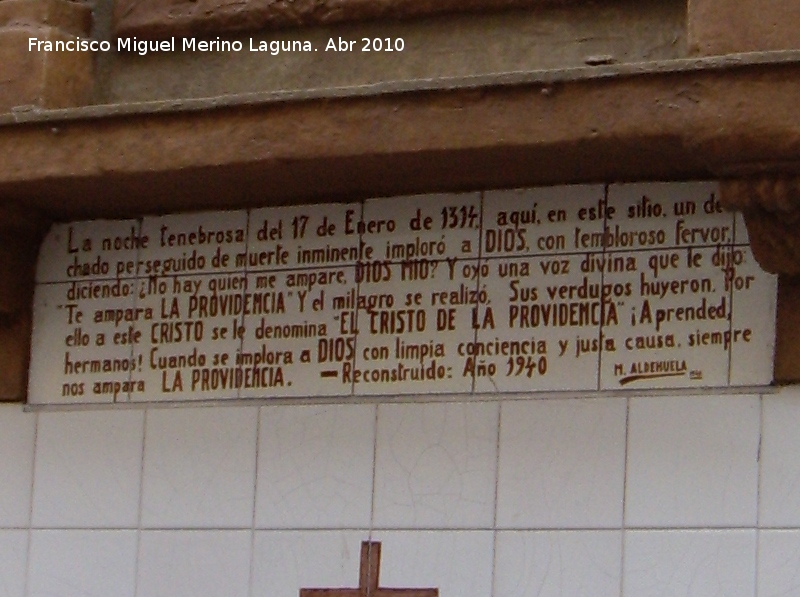 Francisco Miguel Merino Laguna. Abr 2010
La noche tenebrosa del 17 de Enero de 1314, aquí, en este sitio, un de
chado perseguido de muerte inminente imploró a DIOS, con tembloroso fervor,
diciendo: ¿No hay quien me ampare, DIOS MIO? Y oyó una voz divina que le dijo:
"Te ampara LA PROVIDENCIA" Y el milagro se realizó. Sus verdugos huyeron. Por
ello a este CRISTO se le denomina "EL CRISTO DE LA PROVIDENCIA" ¡Aprended,
hermanos! Cuando se implora a DIOS con limpia conciencia y justa causa, siempre
nos ampara LA PROVIDENCIA. — Reconstruido: Año 1940
M. ALDEHUELA